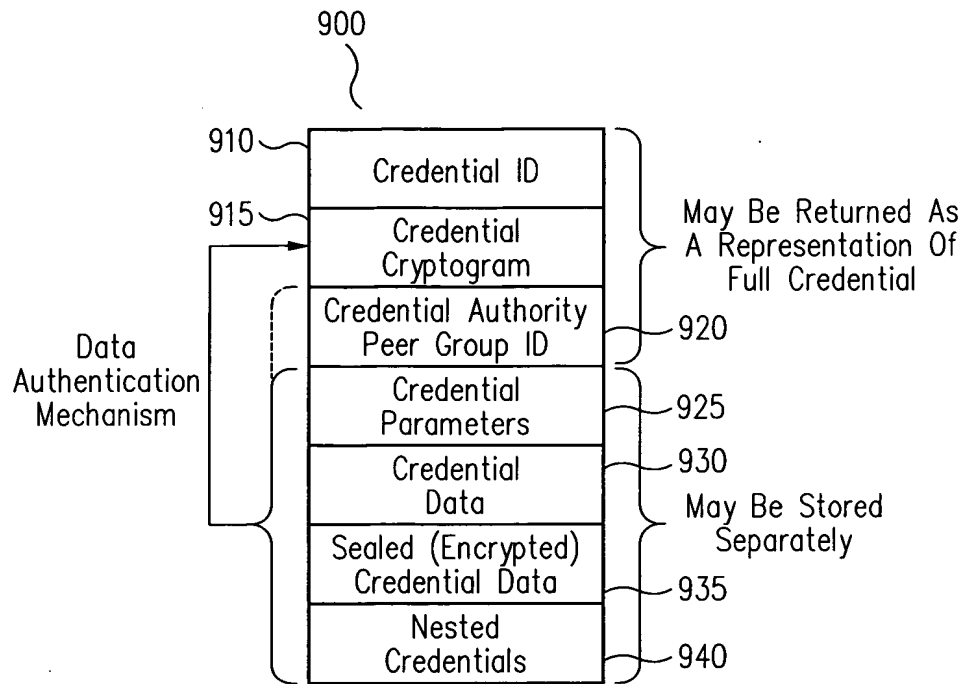 900
910
Credential ID
915
Credential
Cryptogram
May Be Returned As
A Representation Of
Full Credential
Credential Authority
Peer Group ID
920
Data
Authentication
Mechanism
Credential
Parameters
925
Credential
Data
930
May Be Stored
Separately
Sealed (Encrypted)
Credential Data
935
Nested
Credentials
940